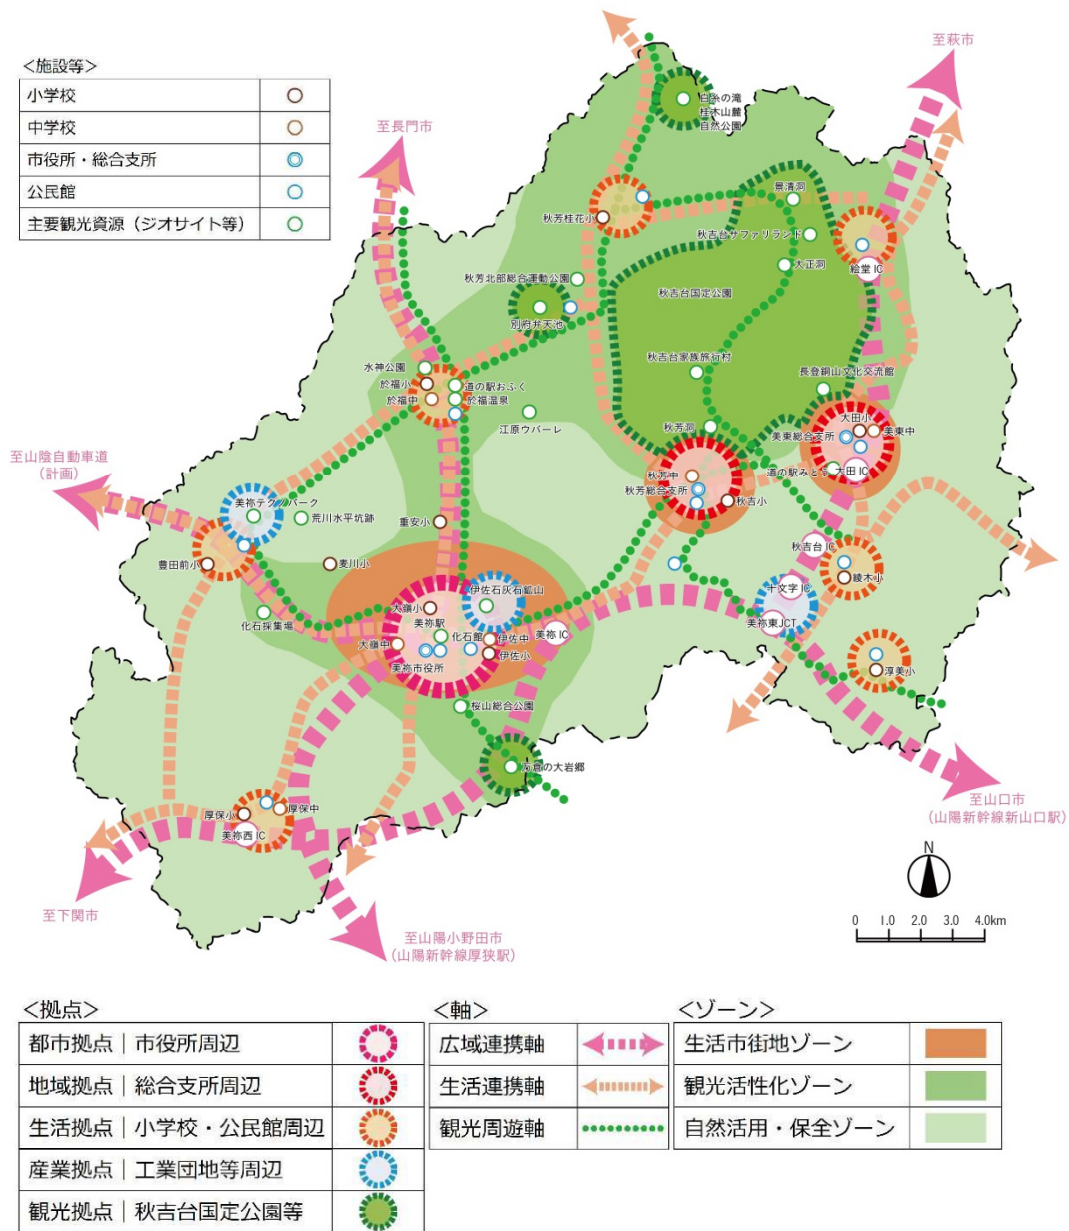 <施設等>
小学校
中学校
市役所・総合支所
公民館
主要観光資源（ジオサイト等）
至萩市
至長門市
白糸の滝
桂木山麓
自然公園
景清洞
秋芳桂花小
秋吉台サファリランド
大正洞
絵堂 IC
秋芳北部総合運動公園
秋吉台国定公園
別府弁天池
水神公園
於福小
於福中
道の駅おふく
於福温泉
江原ウバーレ
秋吉台家族旅行村
長登銅山文化交流館
秋芳洞
大田小
美東総合支所
美東中
道の駅みとう
大田 IC
至山陰自動車道
(計画)
美祢テクノパーク
荒川水平坑跡
重安小
秋芳中
秋芳総合支所
秋吉小
豊田前小
麦川小
秋吉台 IC
綾木小
十文字 IC
美祢東JCT
淳美小
化石採集場
大嶺小
伊佐石灰石鉱山
美祢駅
化石館
大嶺中
伊佐中
伊佐小
美祢市役所
美祢 IC
桜山総合公園
万倉の大岩郷
厚保小
厚保中
美祢西 IC
至下関市
至山陽小野田市
(山陽新幹線厚狭駅)
至山口市
(山陽新幹線新山口駅)
N
0 1.0 2.0 3.0 4.0km
<拠点>
都市拠点｜市役所周辺
地域拠点｜総合支所周辺
生活拠点｜小学校・公民館周辺
産業拠点｜工業団地等周辺
観光拠点｜秋吉台国定公園等
<軸>
広域連携軸
生活連携軸
観光周遊軸
<ゾーン>
生活市街地ゾーン
観光活性化ゾーン
自然活用・保全ゾーン